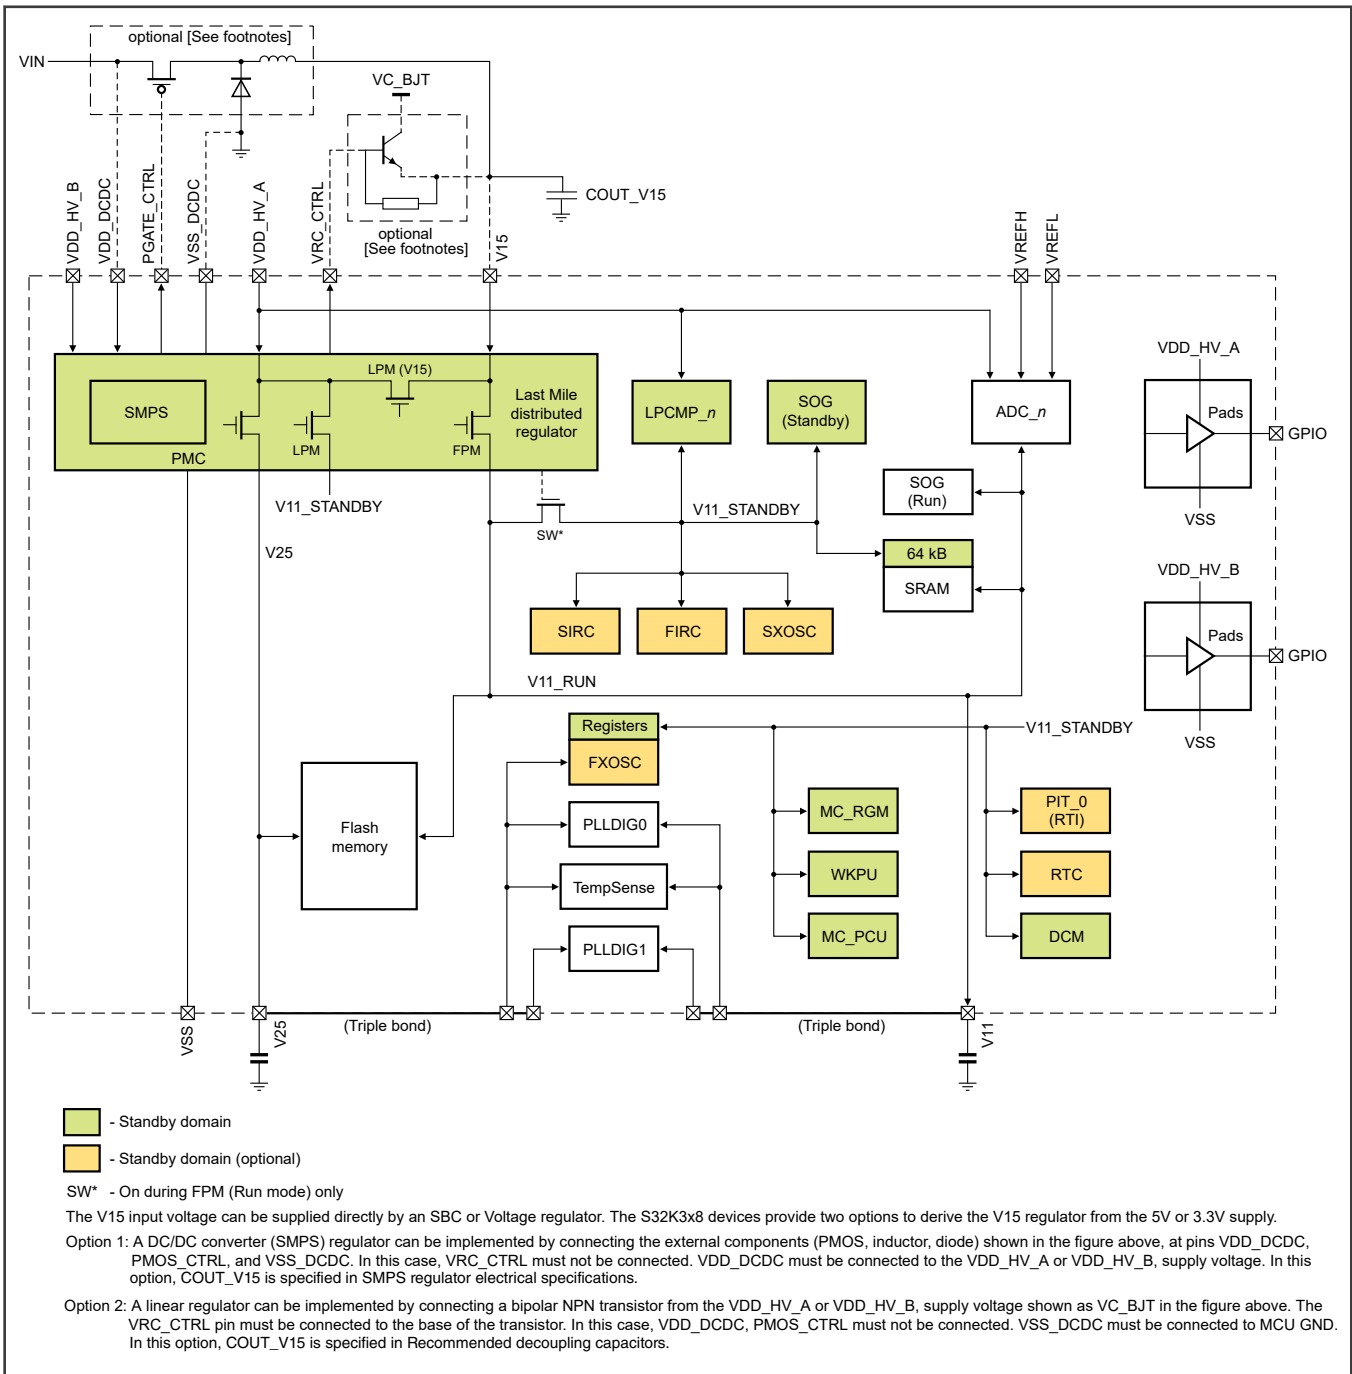 optional [See footnotes]
VIN
VC_BJT
VDD_HV_B
VDD_DCDC
PGATE_CTRL
VSS_DCDC
VDD_HV_A
VRC_CTRL
optional
[See footnotes]
V15
COUT_V15
VREFH
VREFL
SMPS
PMC
LPM (V15)
LPM
FPM
Last Mile
distributed
regulator
LPCMP_n
SOG
(Standby)
ADC_n
VDD_HV_A
Pads
GPIO
VSS
V11_STANDBY
SW*
V11_STANDBY
SOG
(Run)
V25
64 kB
SRAM
SIRC
FIRC
SXOSC
VDD_HV_B
Pads
GPIO
VSS
V11_RUN
Registers
FXOSC
V11_STANDBY
Flash
memory
PLLDIG0
TempSense
PLLDIG1
MC_RGM
WKPU
MC_PCU
PIT_0
(RTI)
RTC
DCM
VSS
V25
(Triple bond)
(Triple bond)
V11
- Standby domain
- Standby domain (optional)
SW* - On during FPM (Run mode) only
The V15 input voltage can be supplied directly by an SBC or Voltage regulator. The S32K3x8 devices provide two options to derive the V15 regulator from the 5V or 3.3V supply.
Option 1: A DC/DC converter (SMPS) regulator can be implemented by connecting the external components (PMOS, inductor, diode) shown in the figure above, at pins VDD_DCDC,
PMOS_CTRL, and VSS_DCDC. In this case, VRC_CTRL must not be connected. VDD_DCDC must be connected to the VDD_HV_A or VDD_HV_B, supply voltage. In this
option, COUT_V15 is specified in SMPS regulator electrical specifications.
Option 2: A linear regulator can be implemented by connecting a bipolar NPN transistor from the VDD_HV_A or VDD_HV_B, supply voltage shown as VC_BJT in the figure above. The
VRC_CTRL pin must be connected to the base of the transistor. In this case, VDD_DCDC, PMOS_CTRL must not be connected. VSS_DCDC must be connected to MCU GND.
In this option, COUT_V15 is specified in Recommended decoupling capacitors.